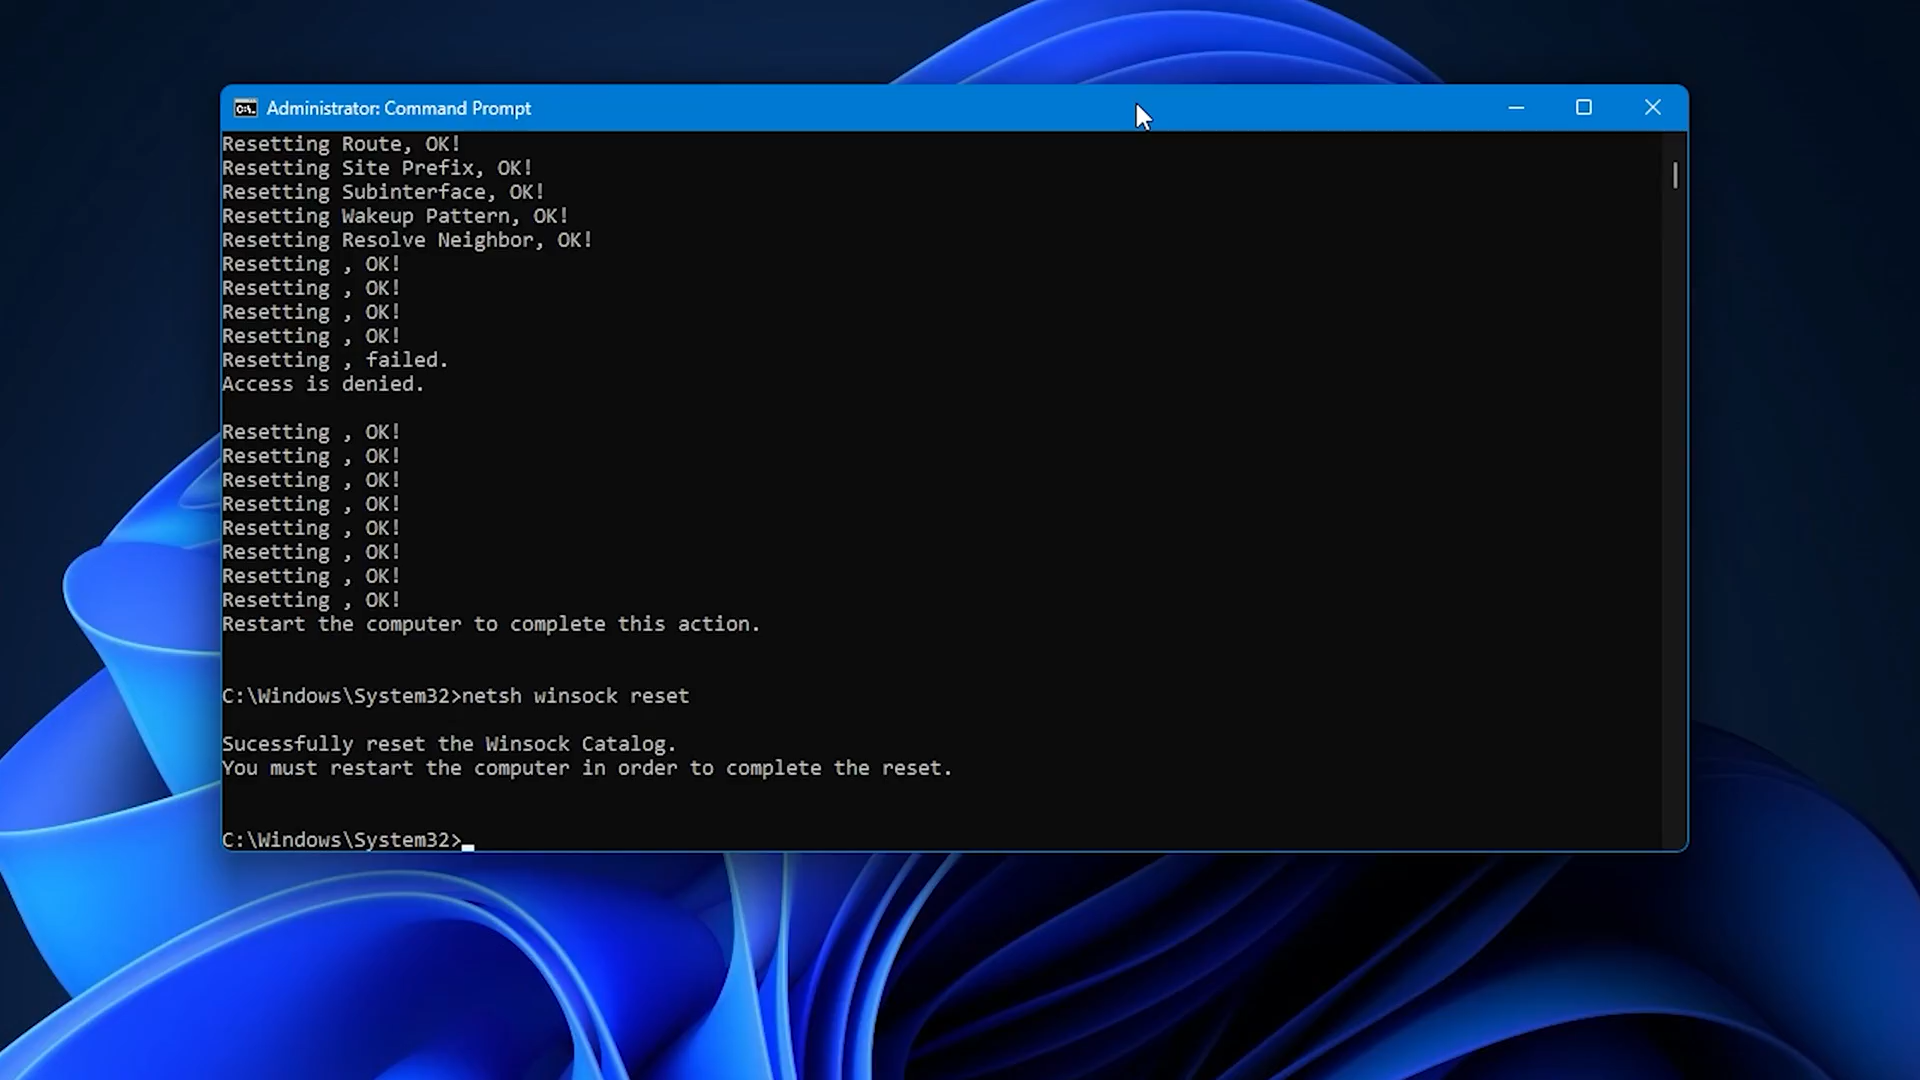 Administrator: Command Prompt
Resetting Route, OK!
Resetting Site Prefix, OK!
Resetting Subinterface, OK!
Resetting Wakeup Pattern, OK!
Resetting Resolve Neighbor, OK!
Resetting , OK!
Resetting , OK!
Resetting , OK!
Resetting , OK!
Resetting , failed.
Access is denied.
Resetting , OK!
Resetting , OK!
Resetting , OK!
Resetting , OK!
Resetting , OK!
Resetting , OK!
Resetting , OK!
Resetting , OK!
Restart the computer to complete this action.
C:\Windows\System32>netsh winsock reset
Sucessfully reset the Winsock Catalog.
You must restart the computer in order to complete the reset.
C:\Windows\System32>